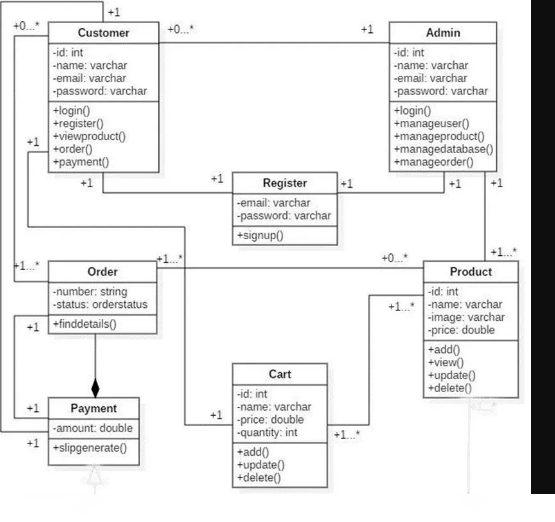 +1
+0...*
Customer
-id: int
-name: varchar
-email: varchar
-password: varchar
+login()
+register()
+viewproduct()
+order()
+payment()
+0...*
+1
Admin
-id: int
-name: varchar
-email: varchar
-password: varchar
+login()
+manageuser()
+manageproduct()
+managedatabase()
+manageorder()
+1
+1
+1
Register
-email: varchar
-password: varchar
+signup()
+1
+1
+1
+1...*
+1...*
Order
-number: string
-status: orderstatus
+finddetails()
+1...*
+0...*
Product
-id: int
-name: varchar
-image: varchar
-price: double
+add()
+view()
+update()
+delete()
+1...*
+1
Cart
-id: int
-name: varchar
-price: double
-quantity: int
+add()
+update()
+delete()
+1
+1...*
+1
Payment
-amount: double
+slipgenerate()
+1